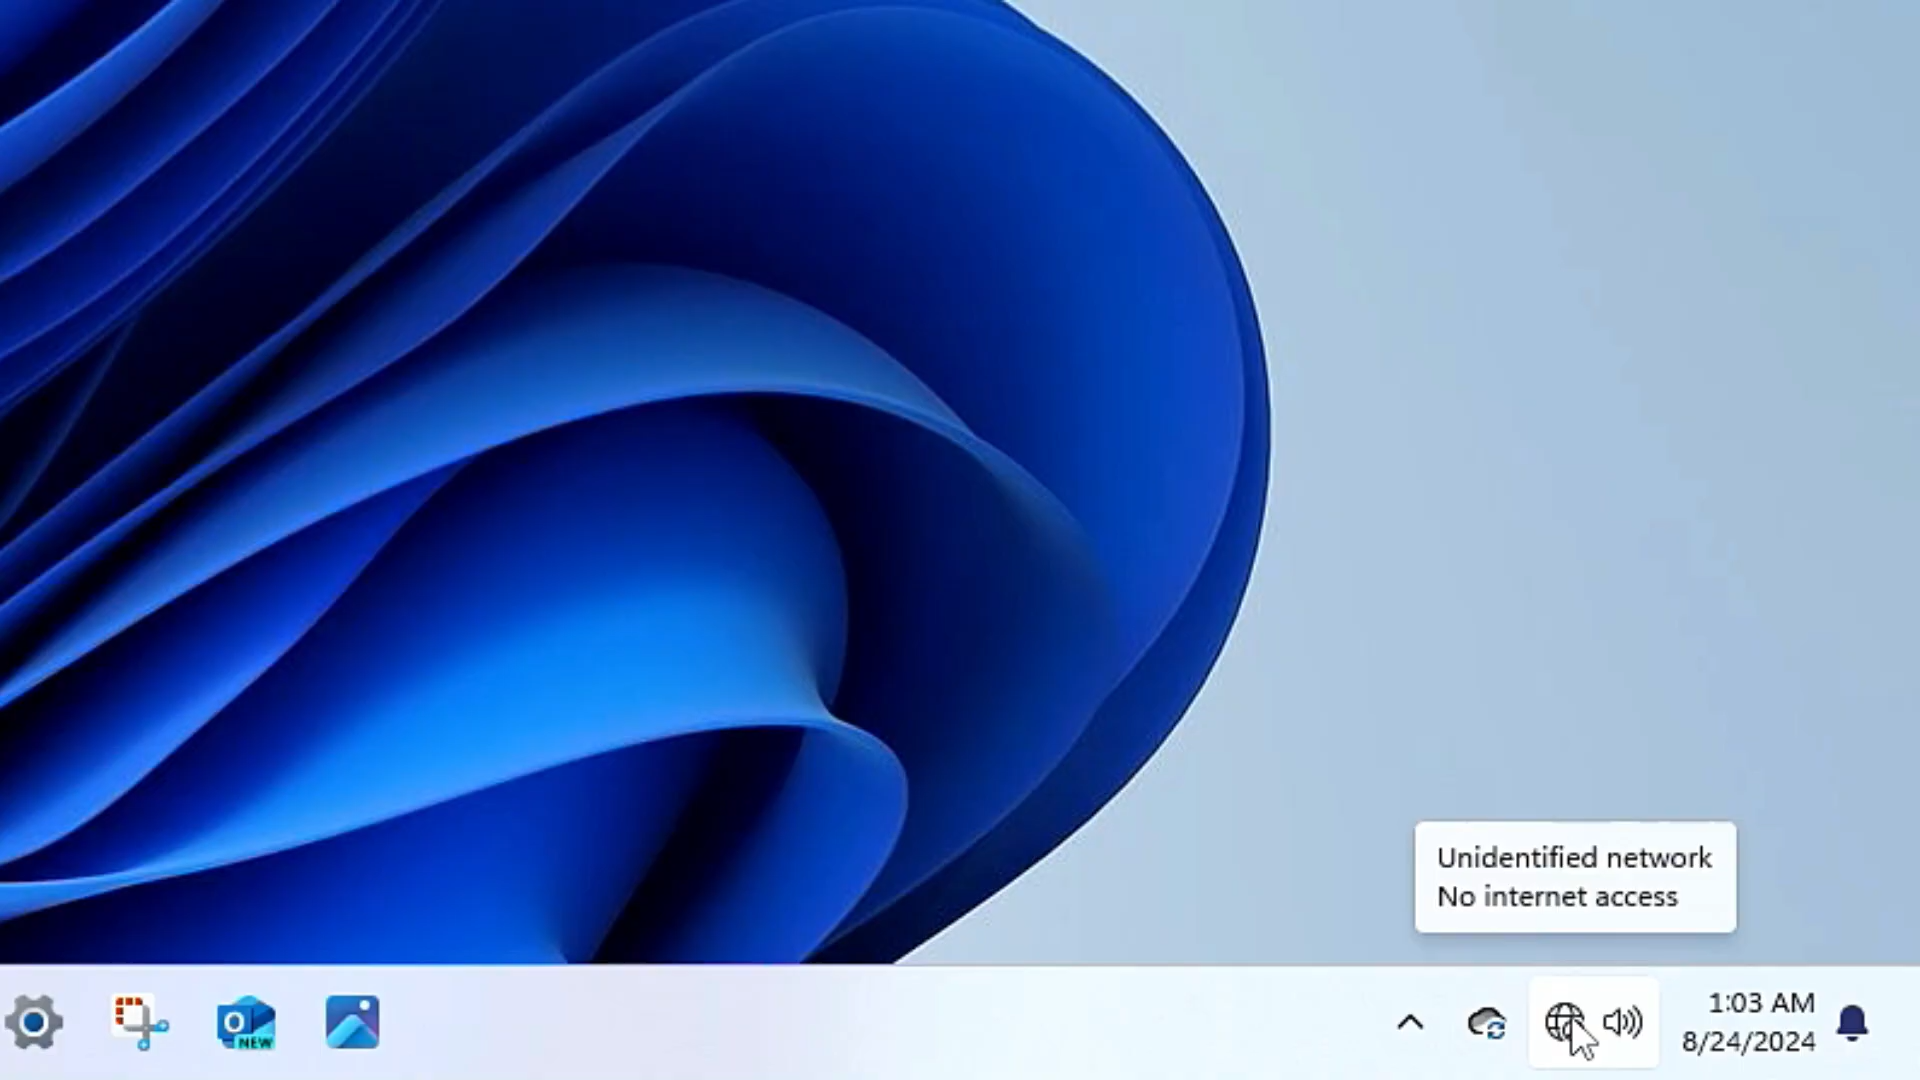 Unidentified network
No internet access
O
NEW
1:03 AM
8/24/2024